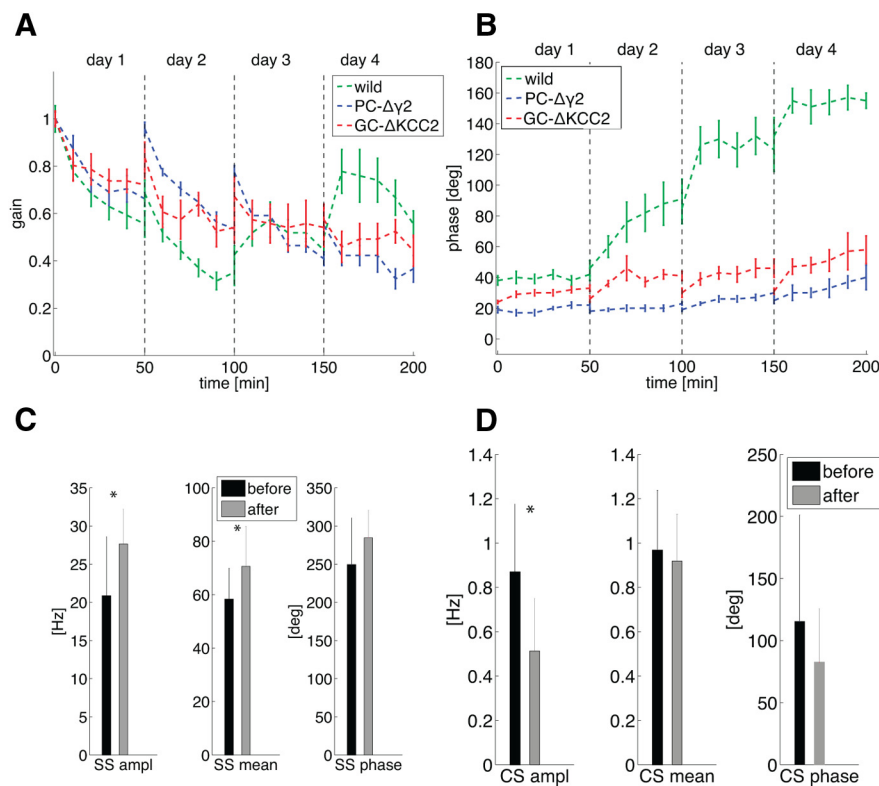 A
day 1 day 2 day 3 day 4
wild
PC-Δγ2
GC-ΔKCC2
1
0.8
0.6
0.4
0.2
0
gain
0 50 100 150 200
time [min]
B
day 1 day 2 day 3 day 4
180
160
140
120
100
80
60
40
20
0
phase [deg]
wild
PC-Δγ2
GC-ΔKCC2
0 50 100 150 200
time [min]
C
before
after
35
30
25
20
15
10
5
0
[Hz]
*
SS ampl
100
80
60
40
20
0
*
SS mean
350
300
250
200
150
100
50
0
[deg]
SS phase
D
before
after
1.4
1.2
1
0.8
0.6
0.4
0.2
0
[Hz]
*
CS ampl
1.4
1.2
1
0.8
0.6
0.4
0.2
0
CS mean
250
200
150
100
50
0
[deg]
CS phase